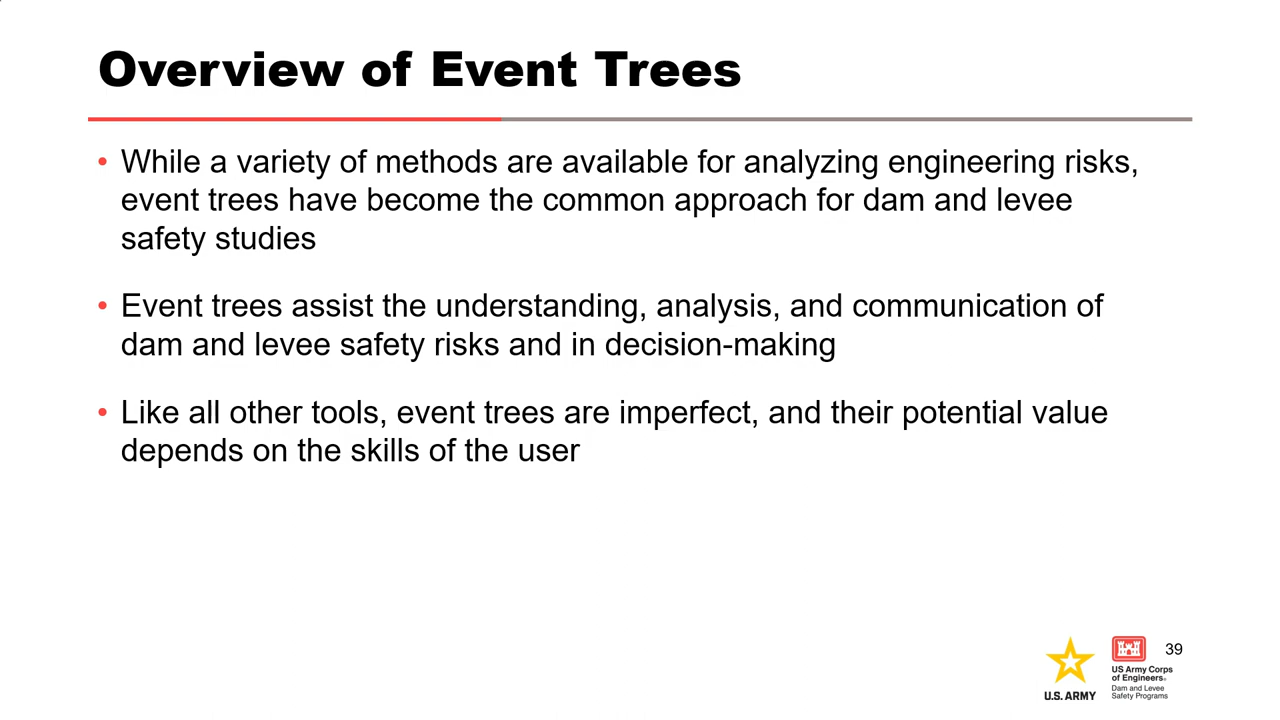 Overview of Event Trees
• While a variety of methods are available for analyzing engineering risks,
event trees have become the common approach for dam and levee
safety studies
• Event trees assist the understanding, analysis, and communication of
dam and levee safety risks and in decision-making
• Like all other tools, event trees are imperfect, and their potential value
depends on the skills of the user
U.S. ARMY
US Army Corps
of Engineers®
Dam and Levee
Safety Programs
39